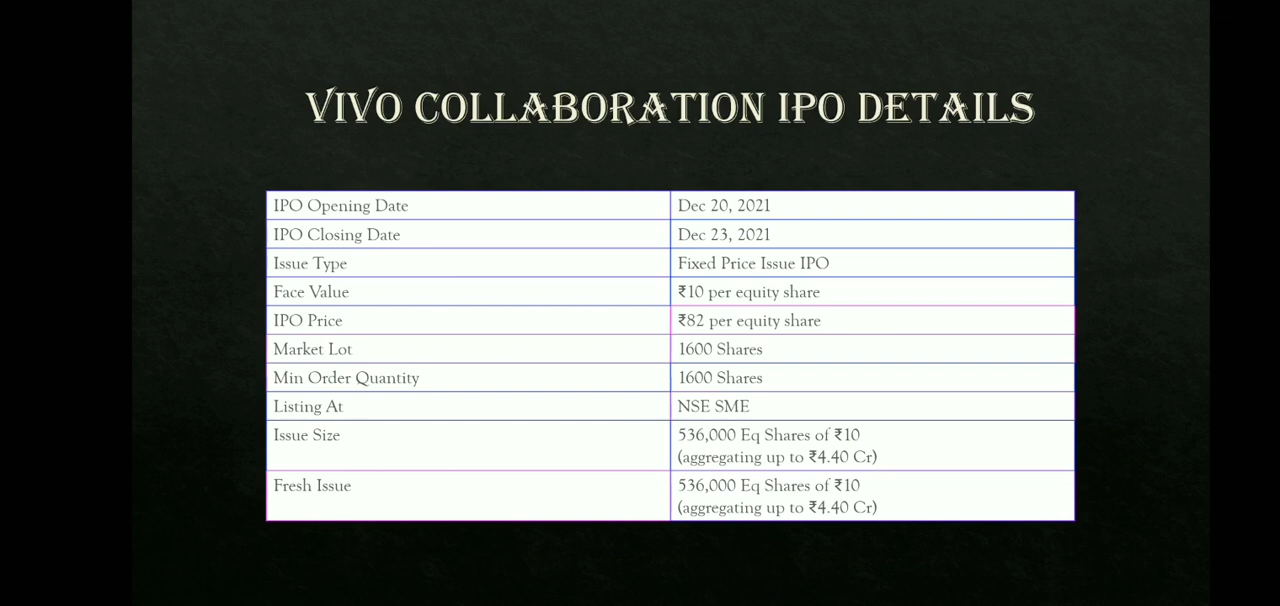 VIVO COLLABORATION IPO DETAILS
IPO Opening Date Dec 20, 2021
IPO Closing Date Dec 23, 2021
Issue Type Fixed Price Issue IPO
Face Value ₹10 per equity share
IPO Price ₹82 per equity share
Market Lot 1600 Shares
Min Order Quantity 1600 Shares
Listing At NSE SME
Issue Size 536,000 Eq Shares of ₹10
(aggregating up to ₹4.40 Cr)
Fresh Issue 536,000 Eq Shares of ₹10
(aggregating up to ₹4.40 Cr)